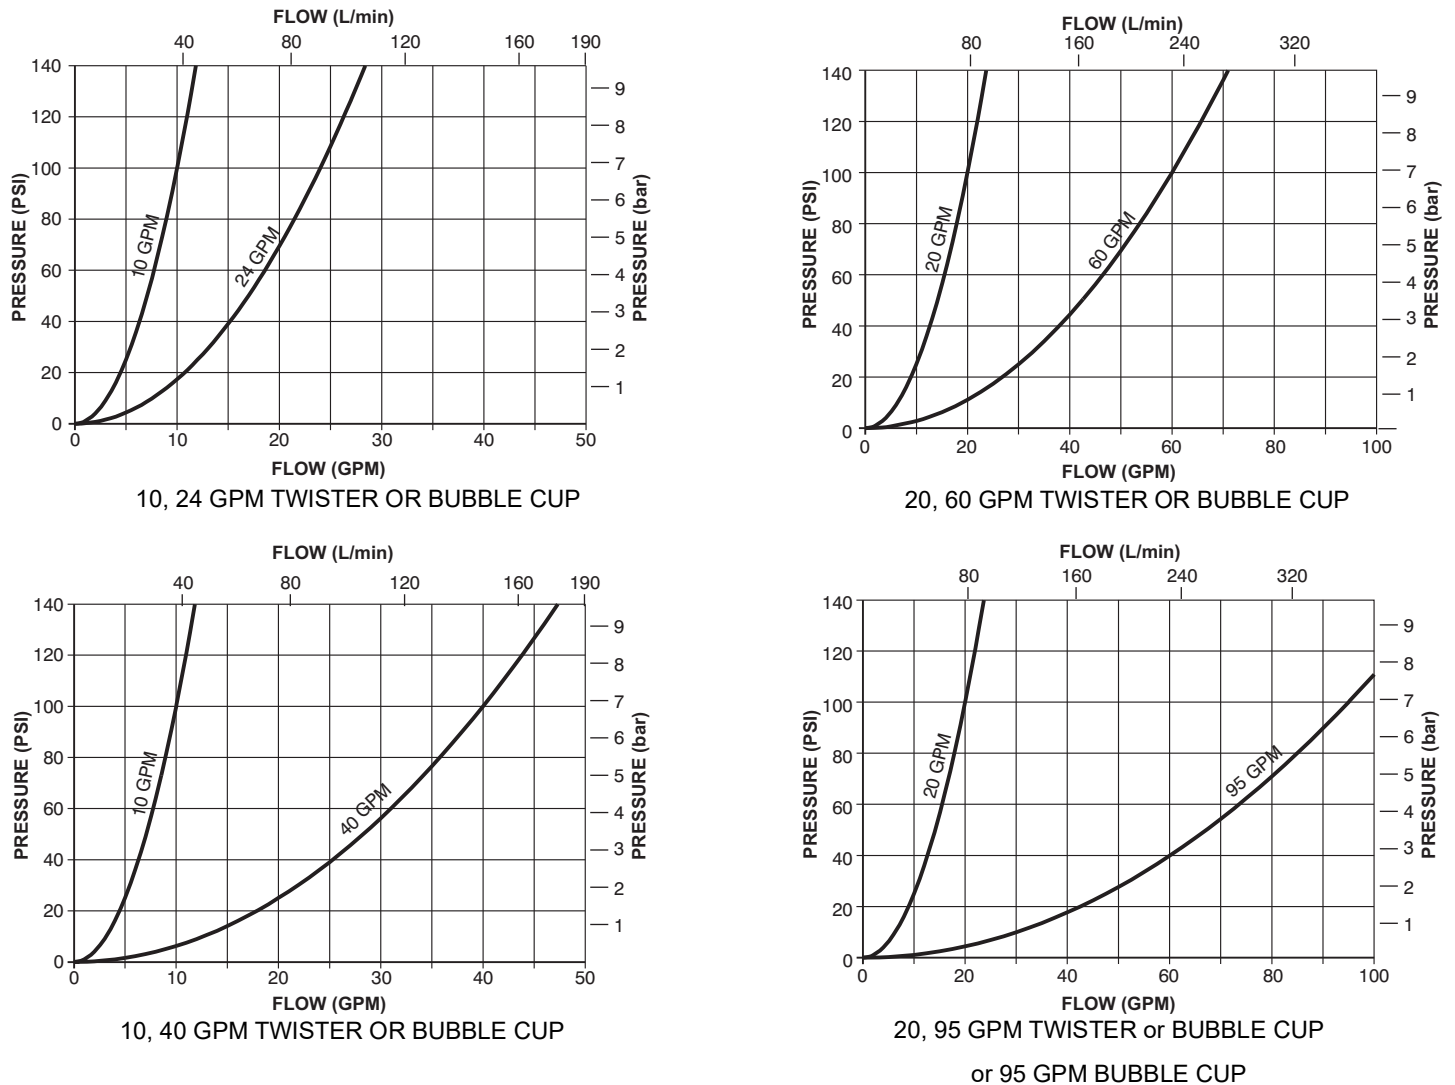 FLOW (L/min)
40 80 120 160 190
140
120
100
80
60
40
20
0
PRESSURE (PSI)
10 GPM
24 GPM
9
8
7
6
5
4
3
2
1
PRESSURE (bar)
0 10 20 30 40 50
FLOW (GPM)
10, 24 GPM TWISTER OR BUBBLE CUP
FLOW (L/min)
80 160 240 320
140
120
100
80
60
40
20
0
PRESSURE (PSI)
20 GPM
60 GPM
9
8
7
6
5
4
3
2
1
PRESSURE (bar)
0 20 40 60 80 100
FLOW (GPM)
20, 60 GPM TWISTER OR BUBBLE CUP
FLOW (L/min)
40 80 120 160 190
140
120
100
80
60
40
20
0
PRESSURE (PSI)
10 GPM
40 GPM
9
8
7
6
5
4
3
2
1
PRESSURE (bar)
0 10 20 30 40 50
FLOW (GPM)
10, 40 GPM TWISTER OR BUBBLE CUP
FLOW (L/min)
80 160 240 320
140
120
100
80
60
40
20
0
PRESSURE (PSI)
20 GPM
95 GPM
9
8
7
6
5
4
3
2
1
PRESSURE (bar)
0 20 40 60 80 100
FLOW (GPM)
20, 95 GPM TWISTER or BUBBLE CUP
or 95 GPM BUBBLE CUP